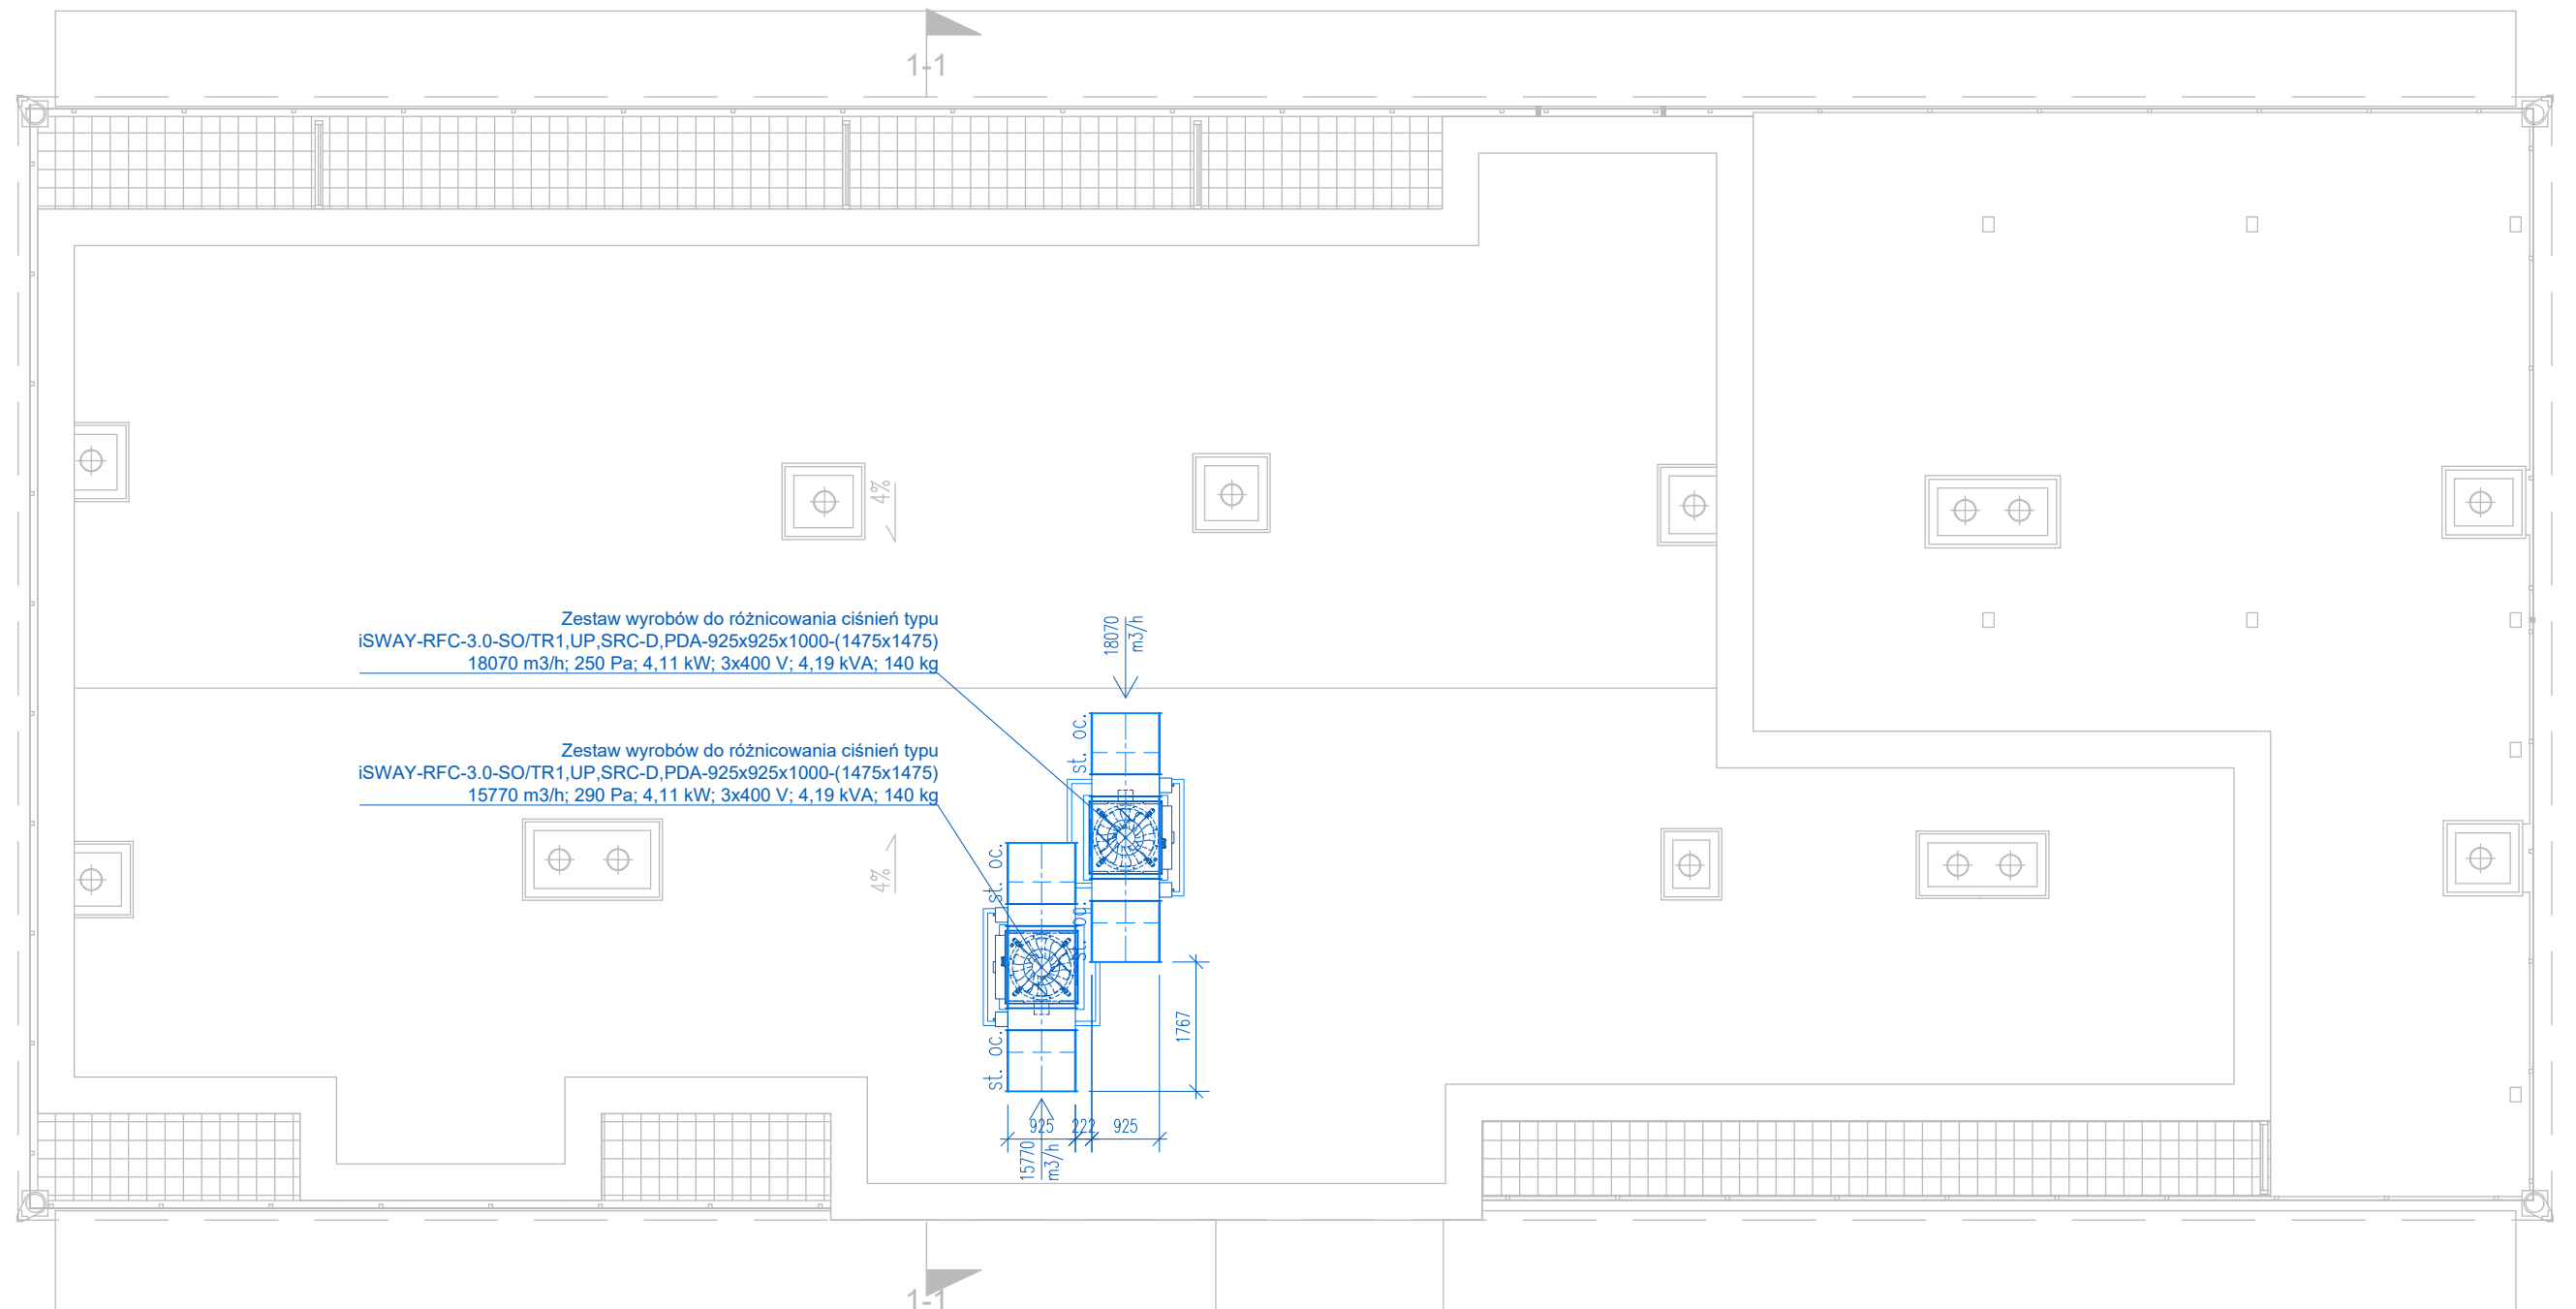 1-1
4%
Zestaw wyrobów do różnicowania ciśnień typu
iSWAY-RFC-3.0-SO/TR1,UP,SRC-D,PDA-925x925x1000-(1475x1475)
18070 m3/h; 250 Pa; 4,11 kW; 3x400 V; 4,19 kVA; 140 kg
18070
m3/h
st. oc.
Zestaw wyrobów do różnicowania ciśnień typu
iSWAY-RFC-3.0-SO/TR1,UP,SRC-D,PDA-925x925x1000-(1475x1475)
15770 m3/h; 290 Pa; 4,11 kW; 3x400 V; 4,19 kVA; 140 kg
4%
st. oc.
st. oc.
st. oc.
1767
925
222
925
15770
m3/h
1-1